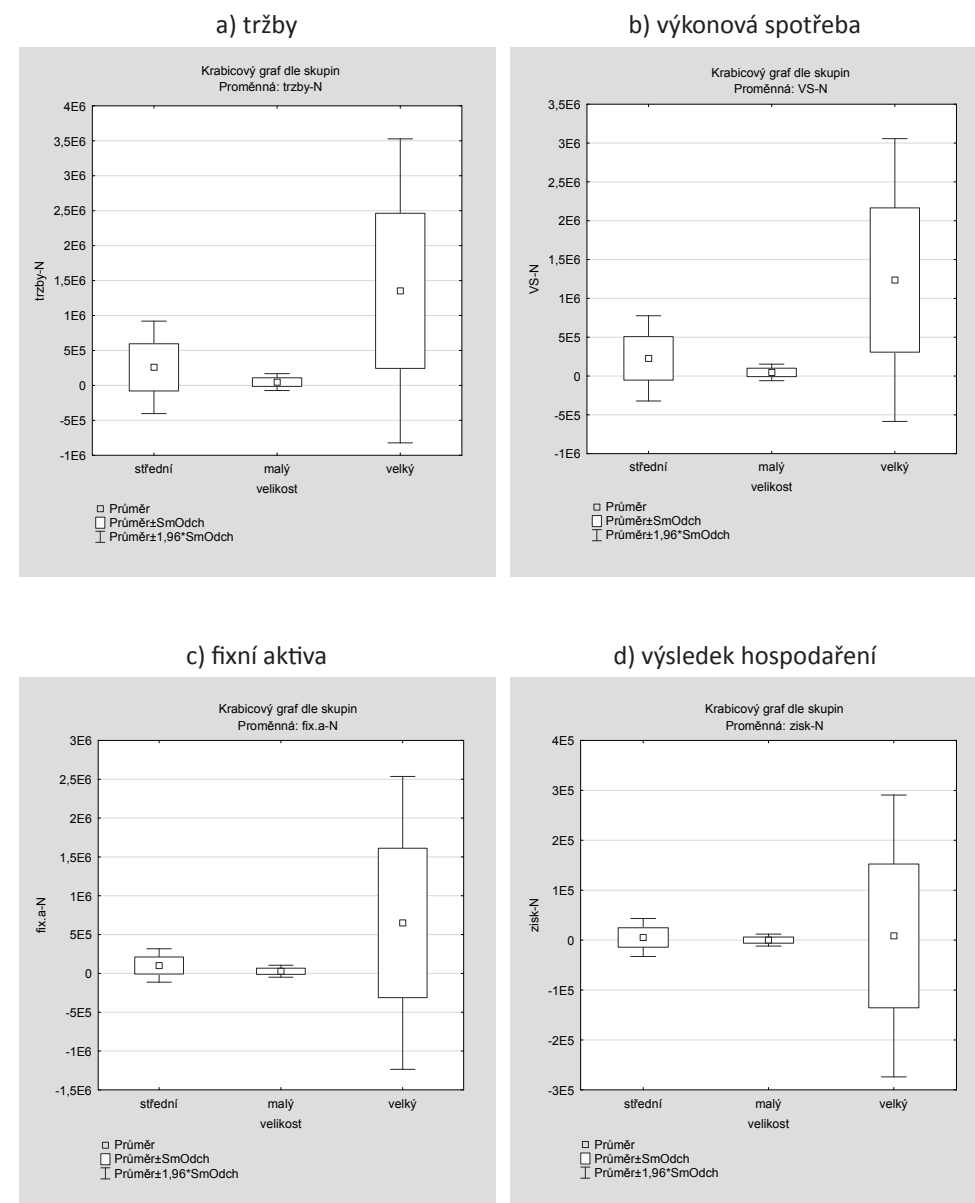 a) tržby
Krabicový graf dle skupin
Proměnná: trzby-N
4E6
3,5E6
3E6
2,5E6
2E6
1,5E6
1E6
5E5
0
-5E5
-1E6
trzby-N
střední malý velký
velikost
Průměr
Průměr±SmOdch
Průměr±1,96*SmOdch
b) výkonová spotřeba
Krabicový graf dle skupin
Proměnná: VS-N
3,5E6
3E6
2,5E6
2E6
1,5E6
1E6
5E5
0
-5E5
-1E6
VS-N
střední malý velký
velikost
Průměr
Průměr±SmOdch
Průměr±1,96*SmOdch
c) fixní aktiva
Krabicový graf dle skupin
Proměnná: fix.a-N
3E6
2,5E6
2E6
1,5E6
1E6
5E5
0
-5E5
-1E6
-1,5E6
fix.a-N
střední malý velký
velikost
Průměr
Průměr±SmOdch
Průměr±1,96*SmOdch
d) výsledek hospodaření
Krabicový graf dle skupin
Proměnná: zisk-N
4E5
3E5
2E5
1E5
0
-1E5
-2E5
-3E5
zisk-N
střední malý velký
velikost
Průměr
Průměr±SmOdch
Průměr±1,96*SmOdch